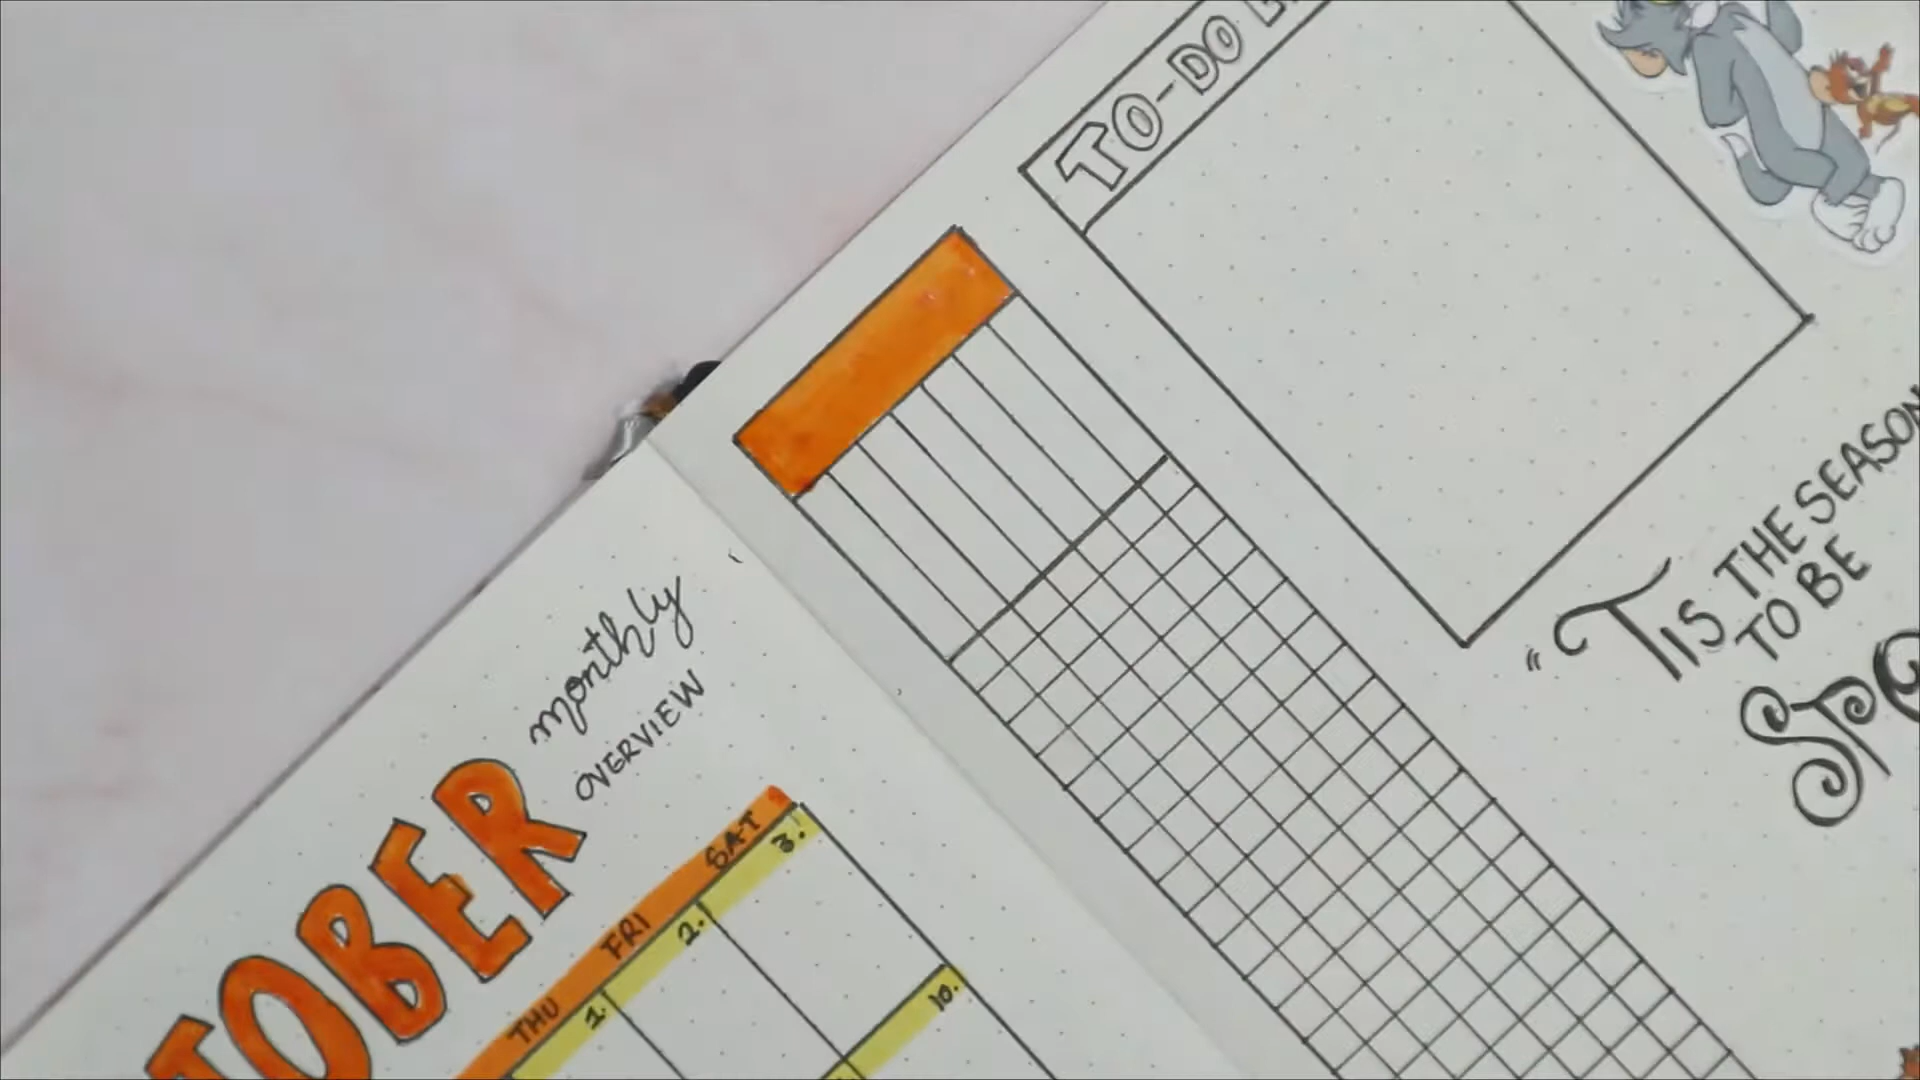 TOBER
monthly
OVERVIEW
THU FRI SAT
1. 2. 3.
10.
TO-DO
"TIS THE SEASON
TO BE